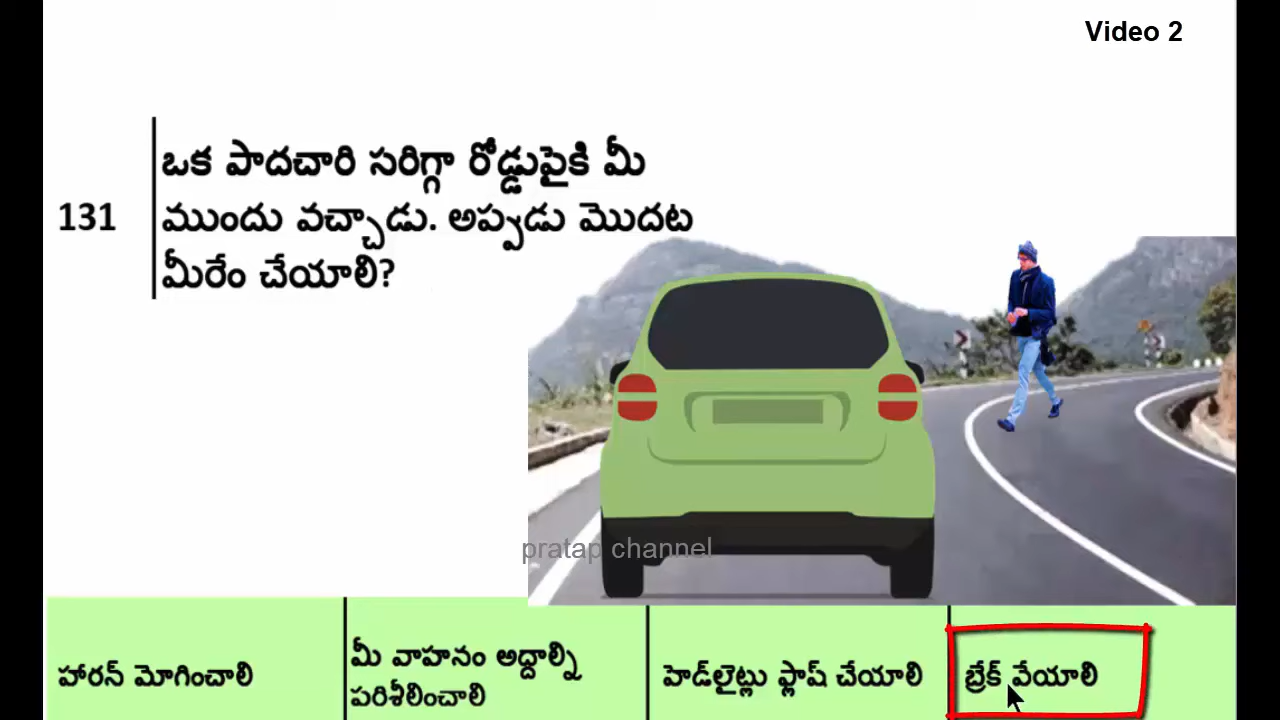 Video 2
131
ఒక పాదచారి సరిగ్గా రోడ్డుపైకి మీ
ముందు వచ్చాడు. అప్పుడు మొదట
మీరేం చేయాలి?
pratap channel
హారన్ మోగించాలి
మీ వాహనం అద్దాల్ని
పరిశీలించాలి
హెడ్‌లైట్లు ఫ్లాష్ చేయాలి
బ్రేక్ వేయాలి